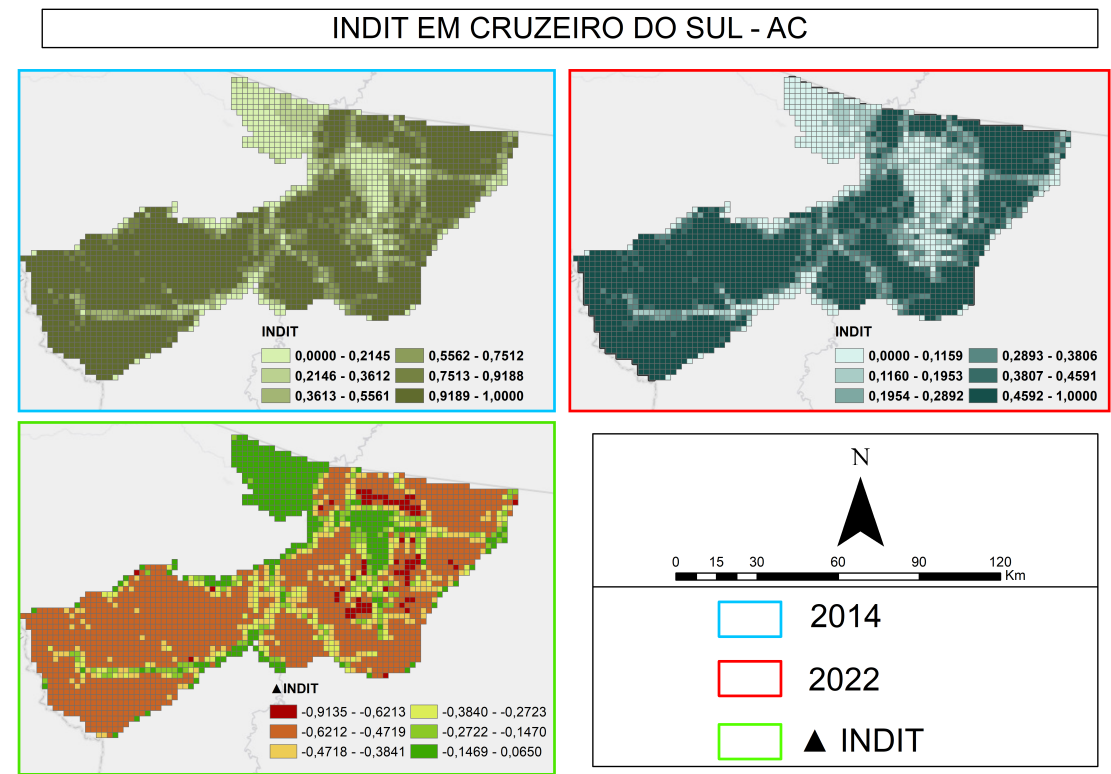 INDIT EM CRUZEIRO DO SUL - AC
INDIT
0,0000 - 0,2145
0,5562 - 0,7512
0,2146 - 0,3612
0,7513 - 0,9188
0,3613 - 0,5561
0,9189 - 1,0000
INDIT
0,0000 - 0,1159
0,2893 - 0,3806
0,1160 - 0,1953
0,3807 - 0,4591
0,1954 - 0,2892
0,4592 - 1,0000
▲INDIT
-0,9135 - -0,6213
-0,3840 - -0,2723
-0,6212 - -0,4719
-0,2722 - -0,1470
-0,4718 - -0,3841
-0,1469 - 0,0650
N
0 15 30 60 90 120
Km
2014
2022
▲ INDIT